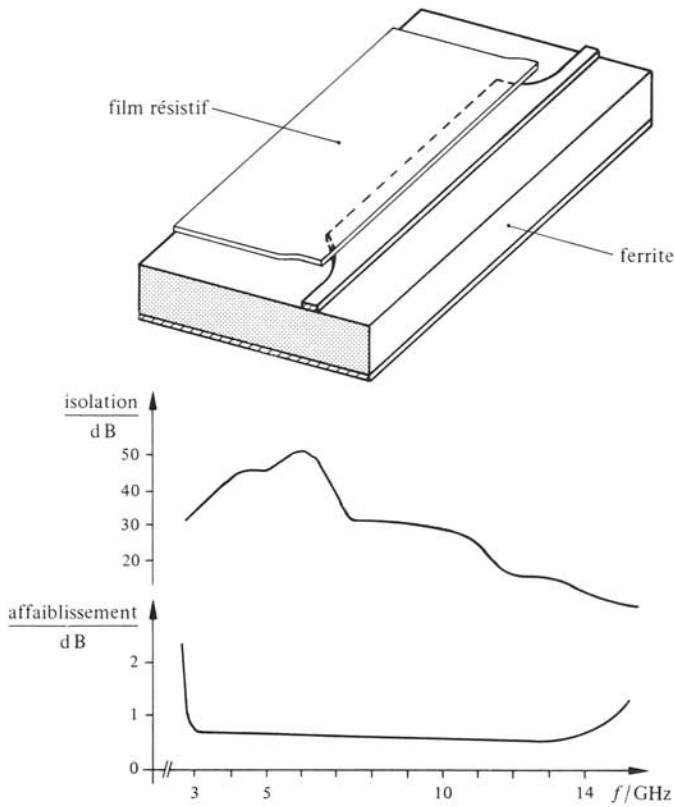 film résistif
ferrite
isolation
dB
50
40
30
20
affaiblissement
dB
2
1
0
3 5 10 14 f/GHz